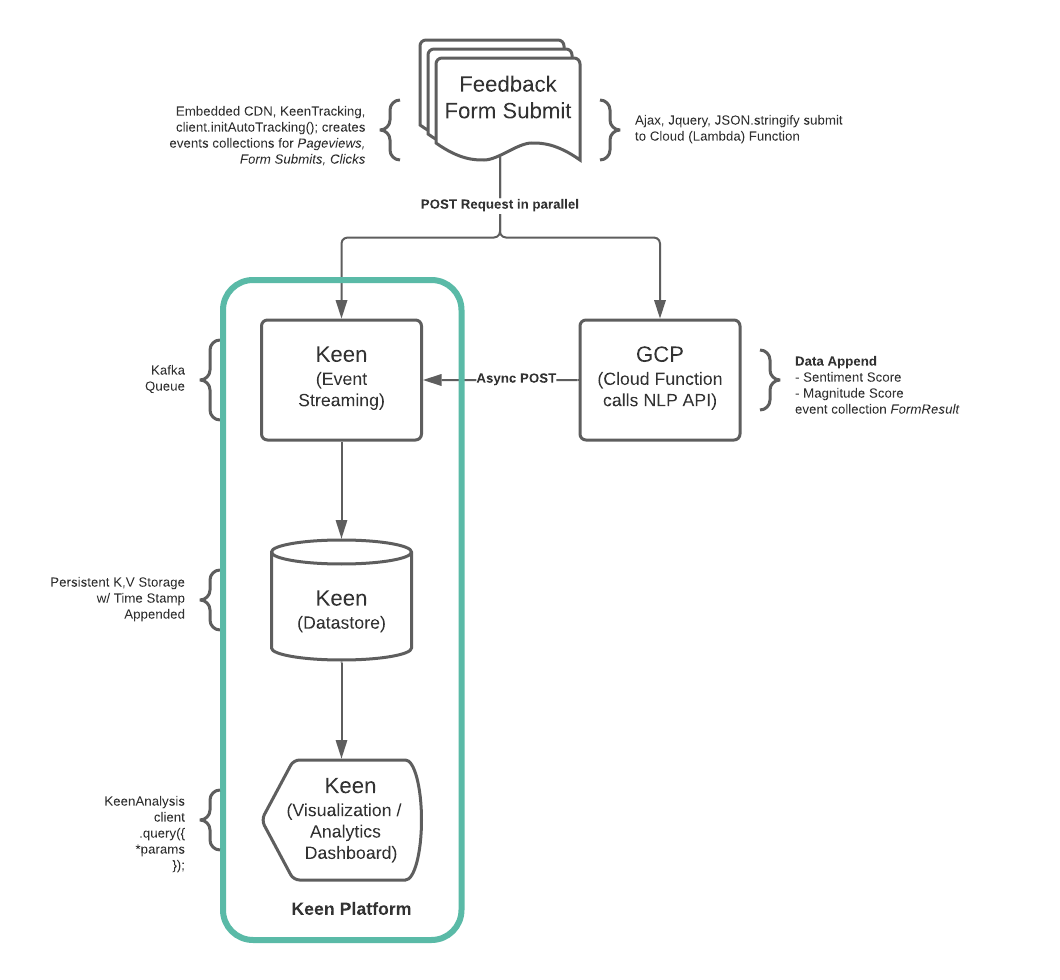 Feedback
Form Submit
Embedded CDN, KeenTracking,
client.initAutoTracking(); creates
events collections for Pageviews,
Form Submits, Clicks
Ajax, Jquery, JSON.stringify submit
to Cloud (Lambda) Function
POST Request in parallel
Keen
(Event
Streaming)
Kafka
Queue
Async POST
GCP
(Cloud Function
calls NLP API)
Data Append
- Sentiment Score
- Magnitude Score
event collection FormResult
Persistent K,V Storage
w/ Time Stamp
Appended
Keen
(Datastore)
KeenAnalysis
client
.query({
*params
});
Keen
(Visualization /
Analytics
Dashboard)
Keen Platform